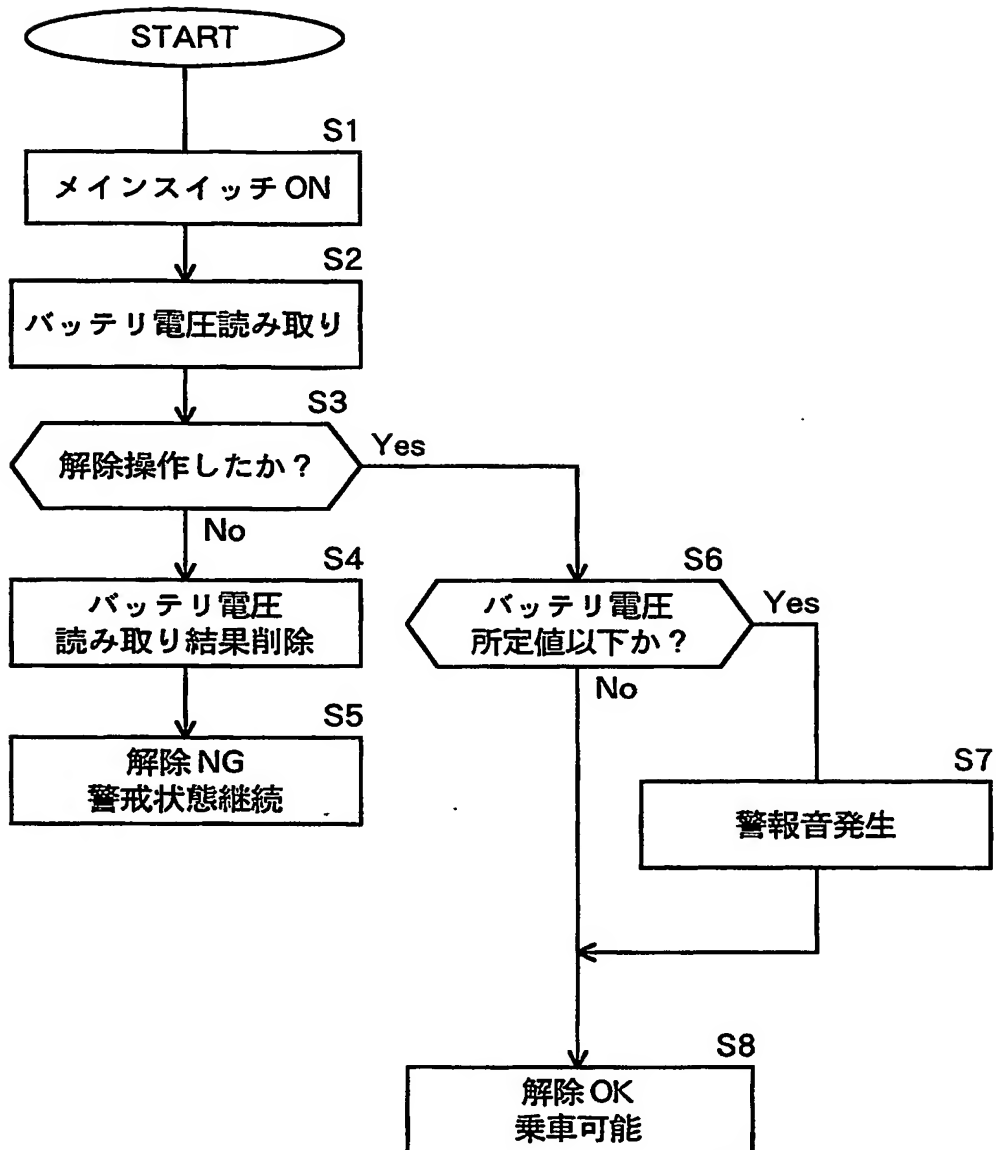 START
S1
メインスイッチ ON
S2
バッテリ電圧読み取り
S3
解除操作したか？
Yes
No
S4
バッテリ電圧
読み取り結果削除
S5
解除 NG
警戒状態継続
S6
バッテリ電圧
所定値以下か？
Yes
No
S7
警報音発生
S8
解除 OK
乗車可能